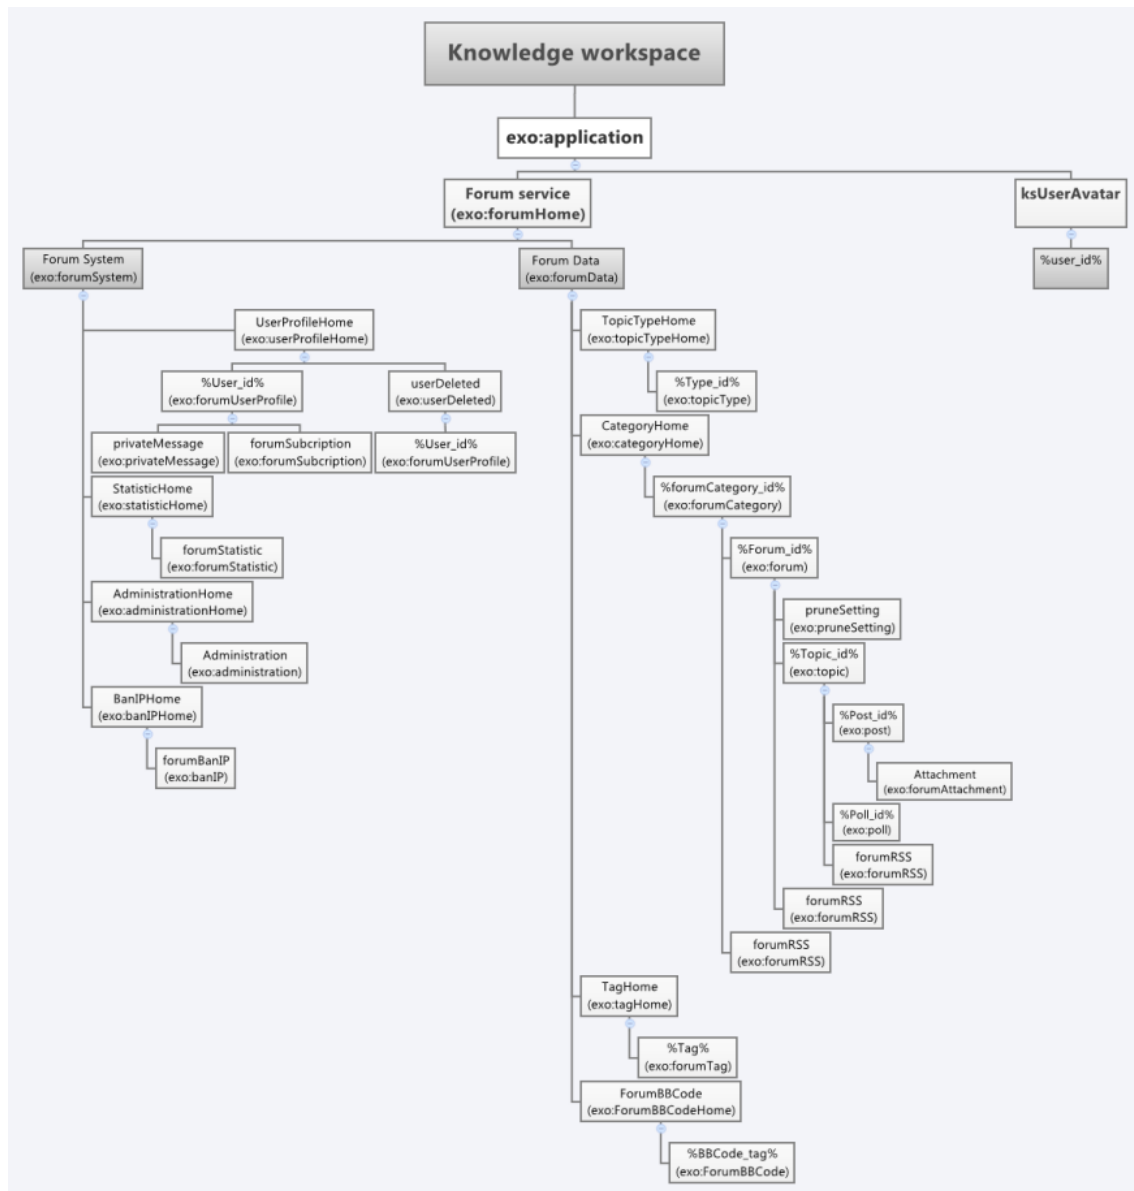 Knowledge workspace
exo:application
Forum service
(exo:forumHome)
ksUserAvatar
%user_id%
Forum System
(exo:forumSystem)
Forum Data
(exo:forumData)
UserProfileHome
(exo:userProfileHome)
%User_id%
(exo:forumUserProfile)
userDeleted
(exo:userDeleted)
privateMessage
(exo:privateMessage)
forumSubcription
(exo:forumSubcription)
%User_id%
(exo:forumUserProfile)
StatisticHome
(exo:statisticHome)
forumStatistic
(exo:forumStatistic)
AdministrationHome
(exo:administrationHome)
Administration
(exo:administration)
BanIPHome
(exo:banIPHome)
forumBanIP
(exo:banIP)
TopicTypeHome
(exo:topicTypeHome)
%Type_id%
(exo:topicType)
CategoryHome
(exo:categoryHome)
%forumCategory_id%
(exo:forumCategory)
%Forum_id%
(exo:forum)
pruneSetting
(exo:pruneSetting)
%Topic_id%
(exo:topic)
%Post_id%
(exo:post)
Attachment
(exo:forumAttachment)
%Poll_id%
(exo:poll)
forumRSS
(exo:forumRSS)
forumRSS
(exo:forumRSS)
forumRSS
(exo:forumRSS)
TagHome
(exo:tagHome)
%Tag%
(exo:forumTag)
ForumBBCode
(exo:ForumBBCodeHome)
%BBCode_tag%
(exo:ForumBBCode)